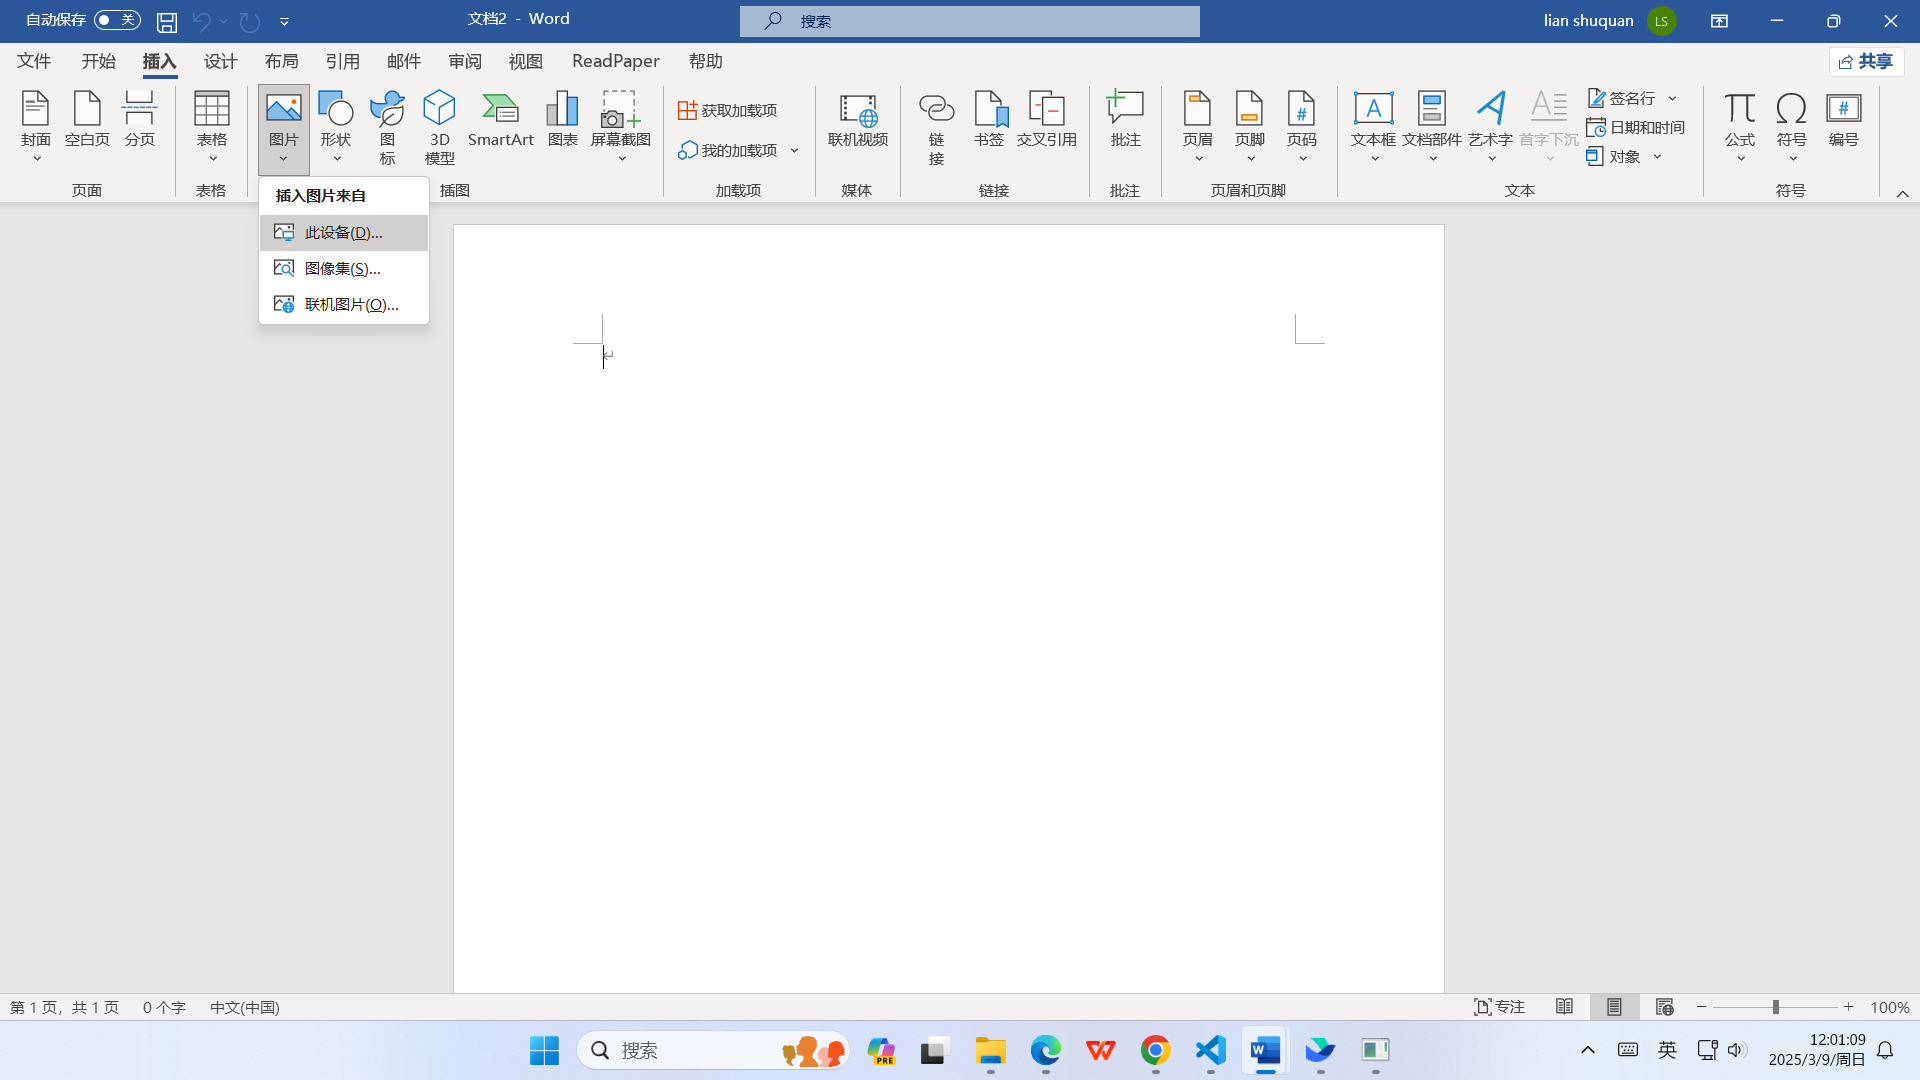 自动保存 关 文档2 - Word 搜索 lian shuquan LS
文件 开始 插入 设计 布局 引用 邮件 审阅 视图 ReadPaper 帮助 共享
封面 空白页 分页 表格 图片 形状 图标 3D 模型 SmartArt 图表 屏幕截图
获取加载项
我的加载项
联机视频 链接 书签 交叉引用 批注 页眉 页脚 页码 文本框 文档部件 艺术字 首字下沉
签名行
日期和时间
对象
公式 符号 编号
页面 表格 插图 加载项 媒体 链接 批注 页眉和页脚 文本 符号
插入图片来自
此设备(D)...
图像集(S)...
联机图片(O)...
第 1 页，共 1 页 0 个字 中文(中国) 专注 100%
搜索 PRE 英 12:01:09
2025/3/9/周日